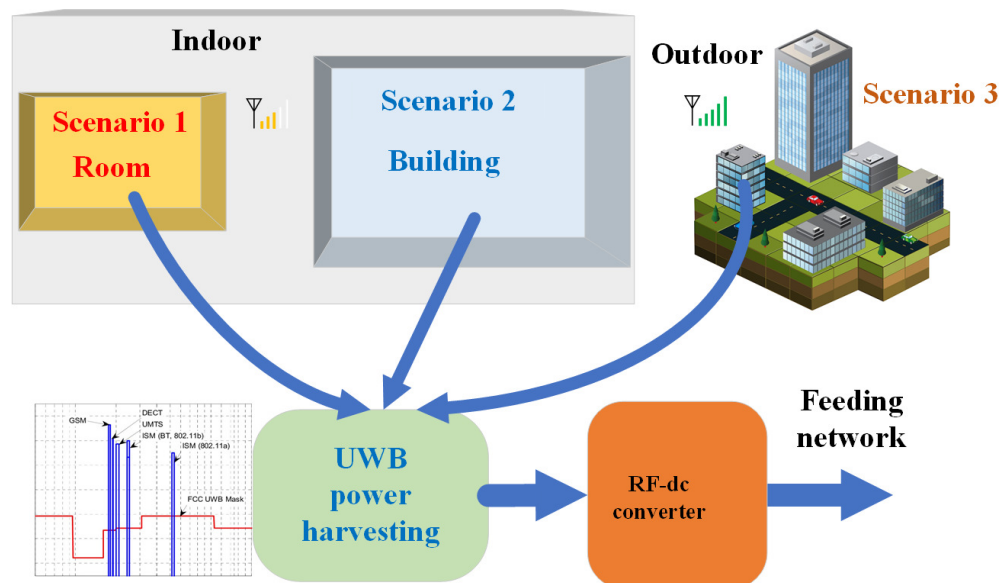 Indoor
Outdoor
Scenario 1
Room
Scenario 2
Building
Scenario 3
GSM
DECT
UMTS
ISM (BT, 802.11b)
ISM (802.11a)
FCC UWB Mask
UWB
power
harvesting
RF-dc
converter
Feeding
network